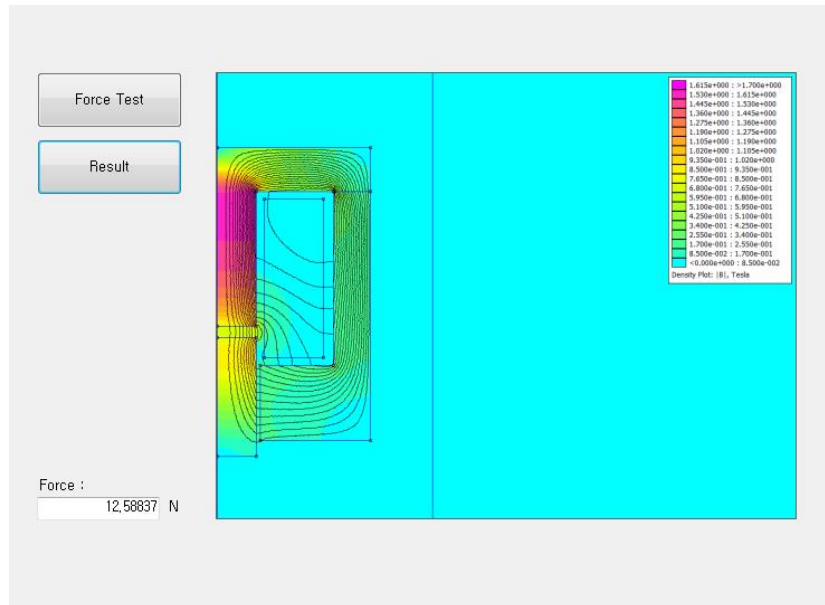 Force Test
Result
1.615e+000 : >1.700e+000
1.530e+000 : 1.615e+000
1.445e+000 : 1.530e+000
1.360e+000 : 1.445e+000
1.275e+000 : 1.360e+000
1.190e+000 : 1.275e+000
1.105e+000 : 1.190e+000
1.020e+000 : 1.105e+000
9.350e-001 : 1.020e+000
8.500e-001 : 9.350e-001
7.650e-001 : 8.500e-001
6.800e-001 : 7.650e-001
5.950e-001 : 6.800e-001
5.100e-001 : 5.950e-001
4.250e-001 : 5.100e-001
3.400e-001 : 4.250e-001
2.550e-001 : 3.400e-001
1.700e-001 : 2.550e-001
8.500e-002 : 1.700e-001
<0.000e+000 : 8.500e-002
Density Plot: |B|, Tesla
Force :
12,58837 N